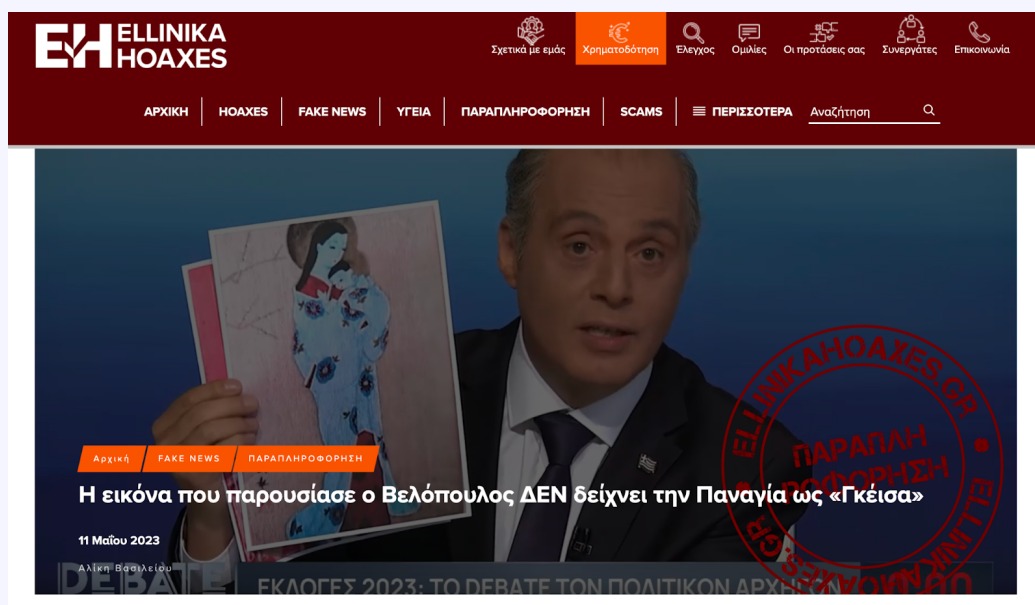 ELLINIKA
HOAXES
Σχετικά με εμάς
Χρηματοδότηση
Έλεγχος
Ομιλίες
Οι προτάσεις σας
Συνεργάτες
Επικοινωνία
ΑΡΧΙΚΗ
HOAXES
FAKE NEWS
ΥΓΕΙΑ
ΠΑΡΑΠΛΗΡΟΦΟΡΗΣΗ
SCAMS
ΠΕΡΙΣΣΟΤΕΡΑ
Αναζήτηση
ELLINIKAHOAXES.GR
ΠΑΡΑΠΛΗ
ΡΟΦΟΡΗΣΗ
Αρχική
FAKE NEWS
ΠΑΡΑΠΛΗΡΟΦΟΡΗΣΗ
Η εικόνα που παρουσίασε ο Βελόπουλος ΔΕΝ δείχνει την Παναγία ως «Γκέισα»
11 Μαΐου 2023
Αλίκη Βασιλείου
DEBATE
ΕΚΛΟΓΕΣ 2023: ΤΟ DEBATE ΤΩΝ ΠΟΛΙΤΙΚΩΝ ΑΡΧΗΓΩΝ